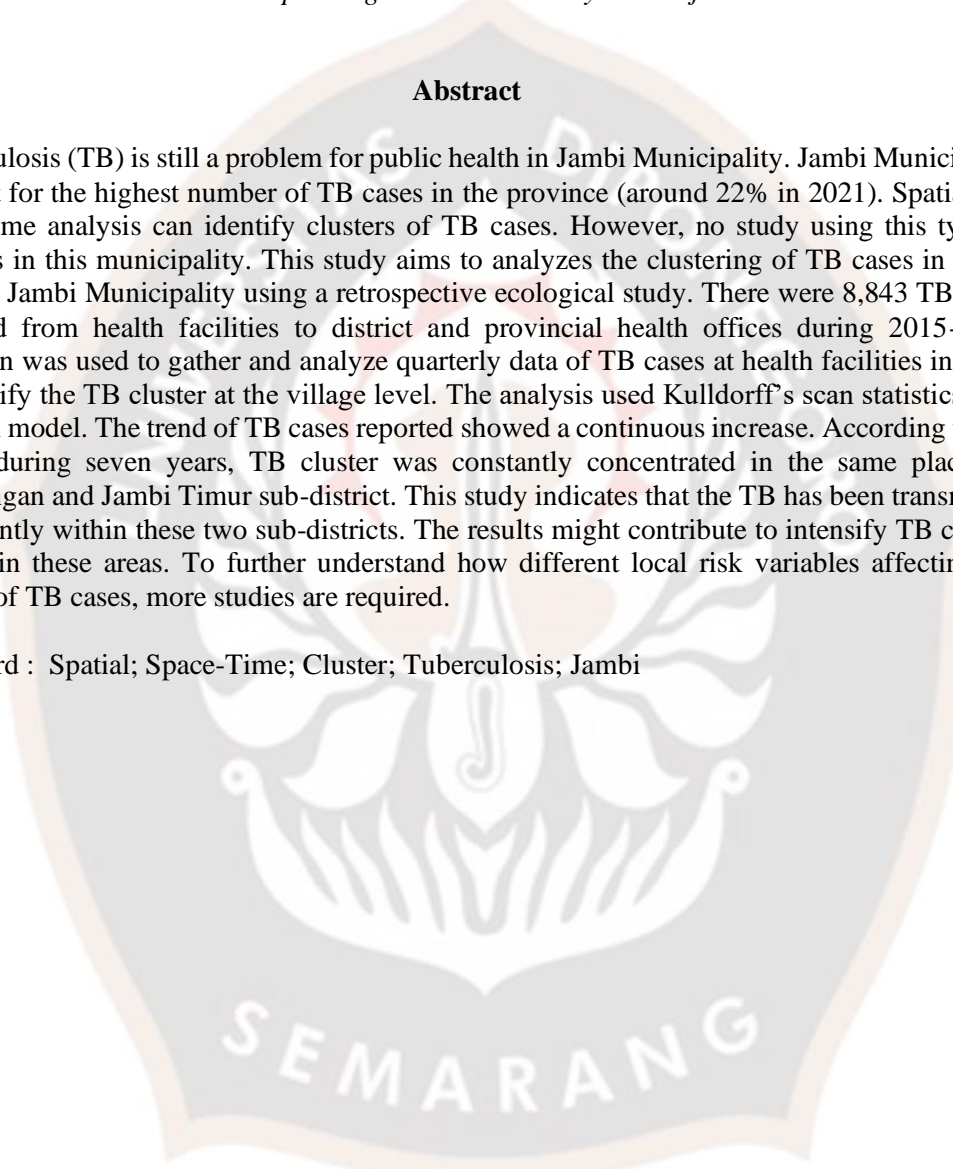 Abstract
ulosis (TB) is still a problem for public health in Jambi Municipality. Jambi Munici
t for the highest number of TB cases in the province (around 22% in 2021). Spatia
me analysis can identify clusters of TB cases. However, no study using this ty
s in this municipality. This study aims to analyzes the clustering of TB cases in
Jambi Municipality using a retrospective ecological study. There were 8,843 TB
d from health facilities to district and provincial health offices during 2015-
n was used to gather and analyze quarterly data of TB cases at health facilities in
ify the TB cluster at the village level. The analysis used Kulldorff’s scan statistics
model. The trend of TB cases reported showed a continuous increase. According
during seven years, TB cluster was constantly concentrated in the same plac
ngan and Jambi Timur sub-district. This study indicates that the TB has been transm
ntly within these two sub-districts. The results might contribute to intensify TB c
in these areas. To further understand how different local risk variables affectin
of TB cases, more studies are required.
rd : Spatial; Space-Time; Cluster; Tuberculosis; Jambi
UNIVERSITAS DIPONEGORO
SEMARANG